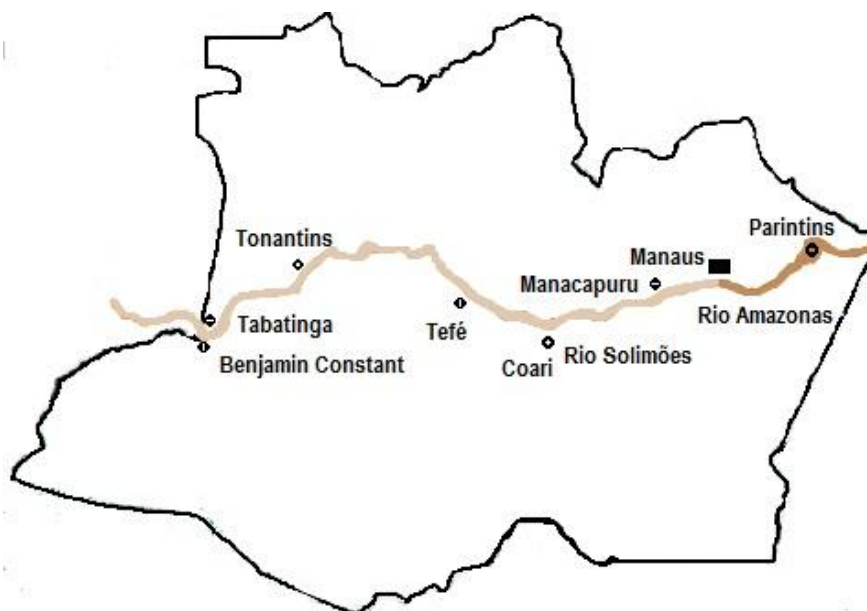 Parintins
Tonantins
Manaus
Manacapuru
Rio Amazonas
Tabatinga
Tefé
Benjamin Constant
Coari
Rio Solimões